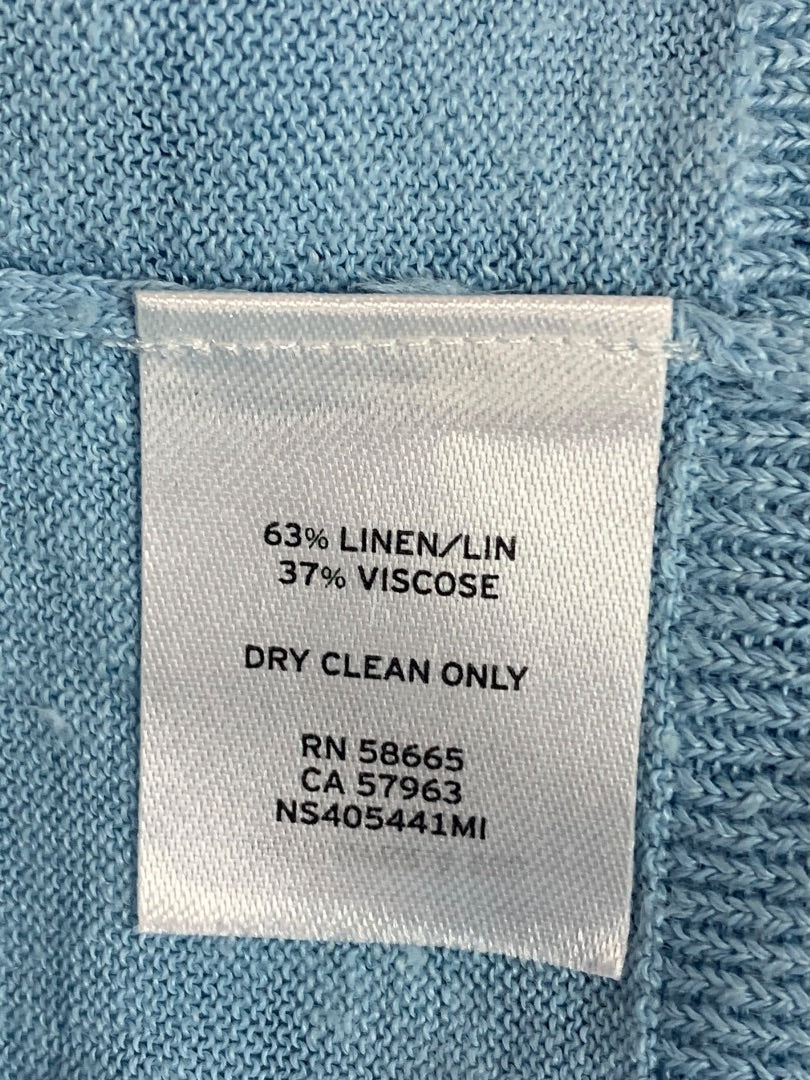 63% LINEN/LIN
37% VISCOSE
DRY CLEAN ONLY
RN 58665
CA 57963
NS405441MI